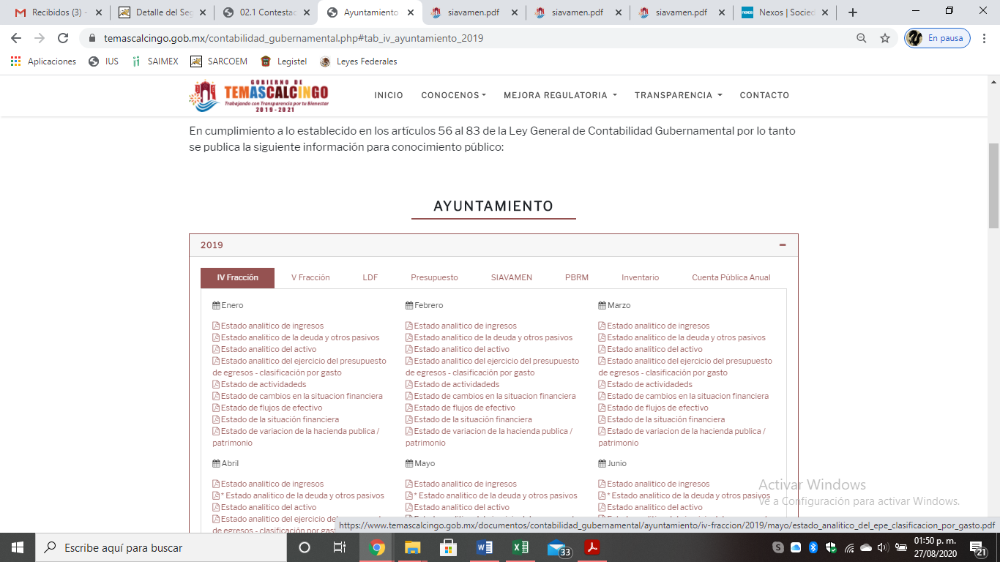 Recibidos (3) -
Detalle del Seg
02.1 Contestac
Ayuntamiento
siavamen.pdf
siavamen.pdf
siavamen.pdf
nexos
Nexos | Socied
temascalcingo.gob.mx/contabilidad_gubernamental.php#tab_iv_ayuntamiento_2019
En pausa
Aplicaciones
IUS
SAIMEX
SARCOEM
Legistel
Leyes Federales
GOBIERNO DE
TEMASCALCINGO
Trabajando con Transparencia por tu Bienestar
2019-2021
INICIO
CONOCENOS
MEJORA REGULATORIA
TRANSPARENCIA
CONTACTO
En cumplimiento a lo establecido en los artículos 56 al 83 de la Ley General de Contabilidad Gubernamental por lo tanto
se publica la siguiente información para conocimiento público:
AYUNTAMIENTO
2019
IV Fracción
V Fracción
LDF
Presupuesto
SIAVAMEN
PBRM
Inventario
Cuenta Pública Anual
Enero
Estado analitico de ingresos
Estado analitico de la deuda y otros pasivos
Estado analitico del activo
Estado analitico del ejercicio del presupuesto
de egresos - clasificación por gasto
Estado de actividadeds
Estado de cambios en la situacion financiera
Estado de flujos de efectivo
Estado de la situación financiera
Estado de variacion de la hacienda publica /
patrimonio
Febrero
Estado analitico de ingresos
Estado analitico de la deuda y otros pasivos
Estado analitico del activo
Estado analitico del ejercicio del presupuesto
de egresos - clasificación por gasto
Estado de actividadeds
Estado de cambios en la situacion financiera
Estado de flujos de efectivo
Estado de la situación financiera
Estado de variacion de la hacienda publica /
patrimonio
Marzo
Estado analitico de ingresos
Estado analitico de la deuda y otros pasivos
Estado analitico del activo
Estado analitico del ejercicio del presupuesto
de egresos - clasificación por gasto
Estado de actividadeds
Estado de cambios en la situacion financiera
Estado de flujos de efectivo
Estado de la situación financiera
Estado de variacion de la hacienda publica /
patrimonio
Abril
Estado analitico de ingresos
* Estado analitico de la deuda y otros pasivos
Estado analitico del activo
Estado analitico del ejercicio de
de egresos - clasificación por gast
Mayo
Estado analitico de ingresos
* Estado analitico de la deuda y otros pasivos
Estado analitico del activo
Junio
Estado analitico de ingresos
* Estado analitico de la deuda y otros pasivos
Estado analitico del activo
Activar Windows
Ve a Configuración para activar Windows.
https://www.temascalcingo.gob.mx/documentos/contabilidad_gubernamental/ayuntamiento/iv-fraccion/2019/mayo/estado_analitico_del_epe_clasificacion_por_gasto.pdf
Escribe aquí para buscar
33
01:50 p. m.
27/08/2020
21